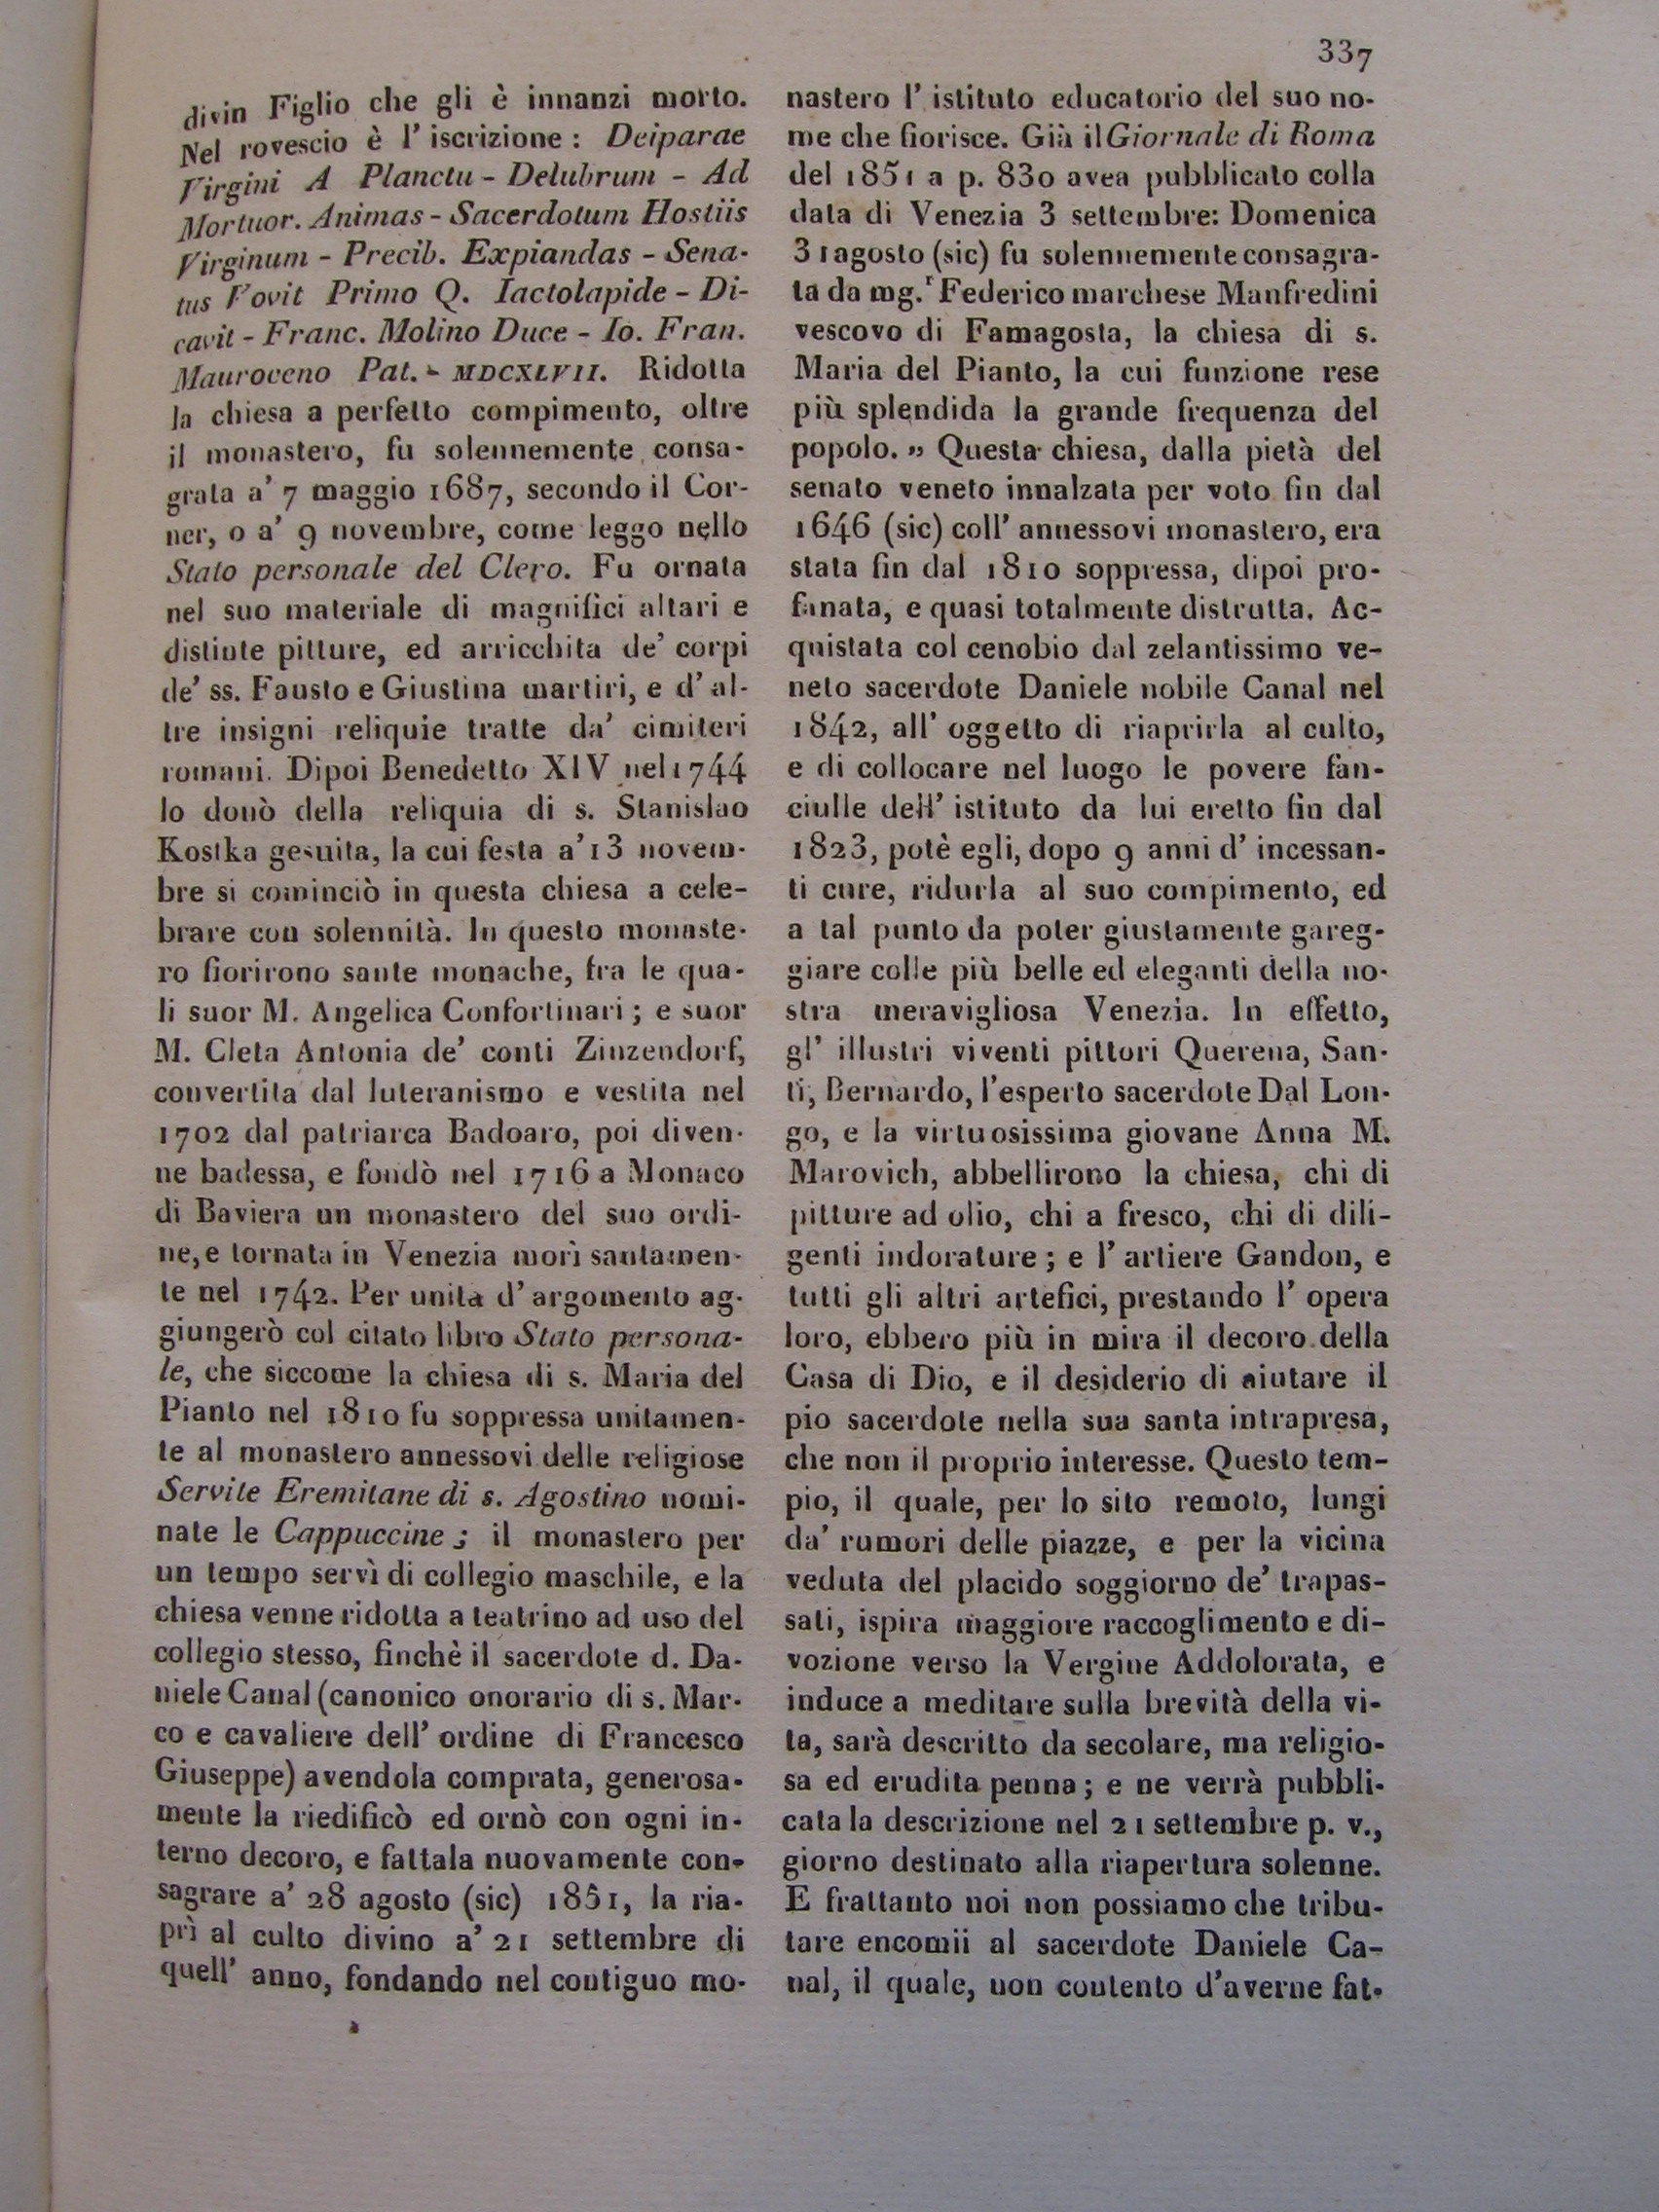 337
divin Figlio che gli è innanzi morto.
Nel rovescio è l' iscrizione : Deiparae
Virgini A Planctu - Delubrum - Ad
Mortuor. Animas - Sacerdotum Hostiis
Virginum - Precib. Expiandas - Sena-
tus Vovit Primo Q. Iactolapide - Di-
cavit - Franc. Molino Duce - Io. Fran.
Mauroceno Pat. - MDCXLVII. Ridotta
la chiesa a perfetto compimento, oltre
il monastero, fu solennemente consa-
grata a' 7 maggio 1687, secondo il Cor-
ner, o a' 9 novembre, come leggo nello
Stato personale del Clero. Fu ornata
nel suo materiale di magnifici altari e
distinte pitture, ed arricchita de' corpi
de' ss. Fausto e Giustina martiri, e d' al-
tre insigni reliquie tratte da' cimiteri
romani. Dipoi Benedetto XIV nel 1744
lo donò della reliquia di s. Stanislao
Kostka gesuita, la cui festa a' 13 novem-
bre si cominciò in questa chiesa a cele-
brare con solennità. In questo monaste-
ro fiorirono sante monache, fra le qua-
li suor M. Angelica Confortinari ; e suor
M. Cleta Antonia de' conti Zinzendorf,
convertita dal luteranismo e vestita nel
1702 dal patriarca Badoaro, poi diven-
ne badessa, e fondò nel 1716 a Monaco
di Baviera un monastero del suo ordi-
ne, e tornata in Venezia morì santamen-
te nel 1742. Per unità d' argomento ag-
giungerò col citato libro Stato persona-
le, che siccome la chiesa di s. Maria del
Pianto nel 1810 fu soppressa unitamen-
te al monastero annessovi delle religiose
Servite Eremitane di s. Agostino nomi-
nate le Cappuccine ; il monastero per
un tempo servì di collegio maschile, e la
chiesa venne ridotta a teatrino ad uso del
collegio stesso, finchè il sacerdote d. Da-
niele Canal (canonico onorario di s. Mar-
co e cavaliere dell' ordine di Francesco
Giuseppe) avendola comprata, generosa-
mente la riedificò ed ornò con ogni in-
terno decoro, e fattala nuovamente con-
sagrare a' 28 agosto (sic) 1851, la ria-
prì al culto divino a' 21 settembre di
quell' anno, fondando nel contiguo mo-
nastero l' istituto educatorio del suo no-
me che fiorisce. Già il Giornale di Roma
del 1851 a p. 830 avea pubblicato colla
data di Venezia 3 settembre: Domenica
31 agosto (sic) fu solennemente consagra-
ta da mg.r Federico marchese Manfredini
vescovo di Famagosta, la chiesa di s.
Maria del Pianto, la cui funzione rese
più splendida la grande frequenza del
popolo. » Questa chiesa, dalla pietà del
senato veneto innalzata per voto fin dal
1646 (sic) coll' annessovi monastero, era
stata fin dal 1810 soppressa, dipoi pro-
fanata, e quasi totalmente distrutta. Ac-
quistata col cenobio dal zelantissimo ve-
neto sacerdote Daniele nobile Canal nel
1842, all' oggetto di riaprirla al culto,
e di collocare nel luogo le povere fan-
ciulle dell' istituto da lui eretto fin dal
1823, potè egli, dopo 9 anni d' incessan-
ti cure, ridurla al suo compimento, ed
a tal punto da poter giustamente gareg-
giare colle più belle ed eleganti della no-
stra meravigliosa Venezia. In effetto,
gl' illustri viventi pittori Querena, San-
ti, Bernardo, l'esperto sacerdote Dal Lon-
go, e la virtuosissima giovane Anna M.
Marovich, abbellirono la chiesa, chi di
pitture ad olio, chi a fresco, chi di dili-
genti indorature ; e l' artiere Gandon, e
tutti gli altri artefici, prestando l' opera
loro, ebbero più in mira il decoro della
Casa di Dio, e il desiderio di aiutare il
pio sacerdote nella sua santa intrapresa,
che non il proprio interesse. Questo tem-
pio, il quale, per lo sito remoto, lungi
da' rumori delle piazze, e per la vicina
veduta del placido soggiorno de' trapas-
sati, ispira maggiore raccoglimento e di-
vozione verso la Vergine Addolorata, e
induce a meditare sulla brevità della vi-
ta, sarà descritto da secolare, ma religio-
sa ed erudita penna ; e ne verrà pubbli-
cata la descrizione nel 21 settembre p. v.,
giorno destinato alla riapertura solenne.
E frattanto noi non possiamo che tribu-
tare encomii al sacerdote Daniele Ca-
nal, il quale, non contento d'averne fat-